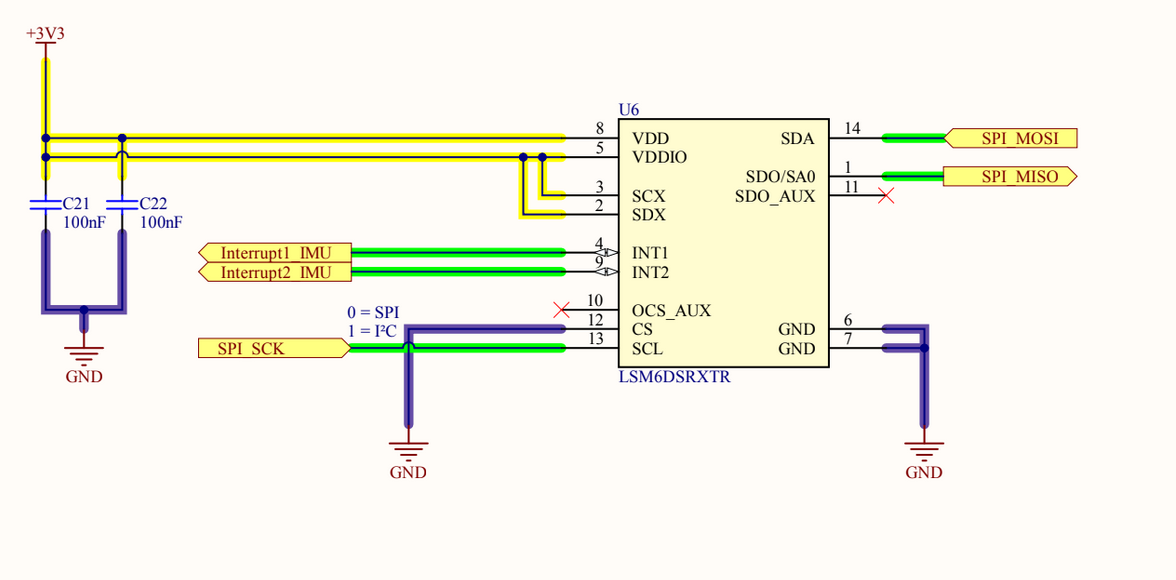 +3V3
U6
8
VDD
SDA
14
SPI_MOSI
5
VDDIO
SDO/SA0
1
SPI_MISO
3
SCX
SDO_AUX
11
2
SDX
C21
100nF
C22
100nF
Interrupt1_IMU
4
INT1
Interrupt2_IMU
9
INT2
10
OCS_AUX
0 = SPI
1 = I²C
12
CS
GND
6
SPI_SCK
13
SCL
GND
7
LSM6DSRXTR
GND
GND
GND